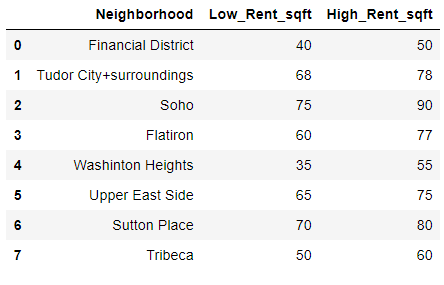 Neighborhood Low_Rent_sqft High_Rent_sqft
0 Financial District 40 50
1 Tudor City+surroundings 68 78
2 Soho 75 90
3 Flatiron 60 77
4 Washinton Heights 35 55
5 Upper East Side 65 75
6 Sutton Place 70 80
7 Tribeca 50 60